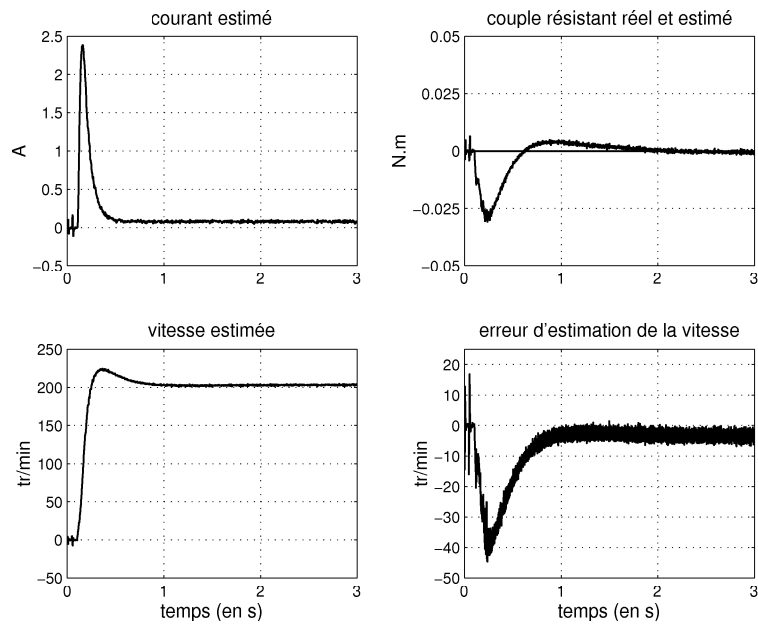 courant estimé
couple résistant réel et estimé
2.5
2
1.5
1
0.5
0
−0.5
A
0 1 2 3
0.05
0.025
0
−0.025
−0.05
N.m
0 1 2 3
vitesse estimée
erreur d'estimation de la vitesse
250
200
150
100
50
0
−50
tr/min
0 1 2 3
temps (en s)
20
10
0
−10
−20
−30
−40
−50
tr/min
0 1 2 3
temps (en s)